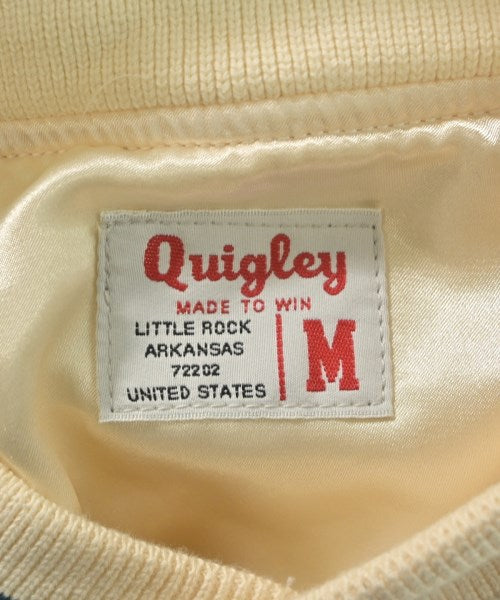 Quigley
MADE TO WIN
LITTLE ROCK
ARKANSAS
72202
UNITED STATES
M